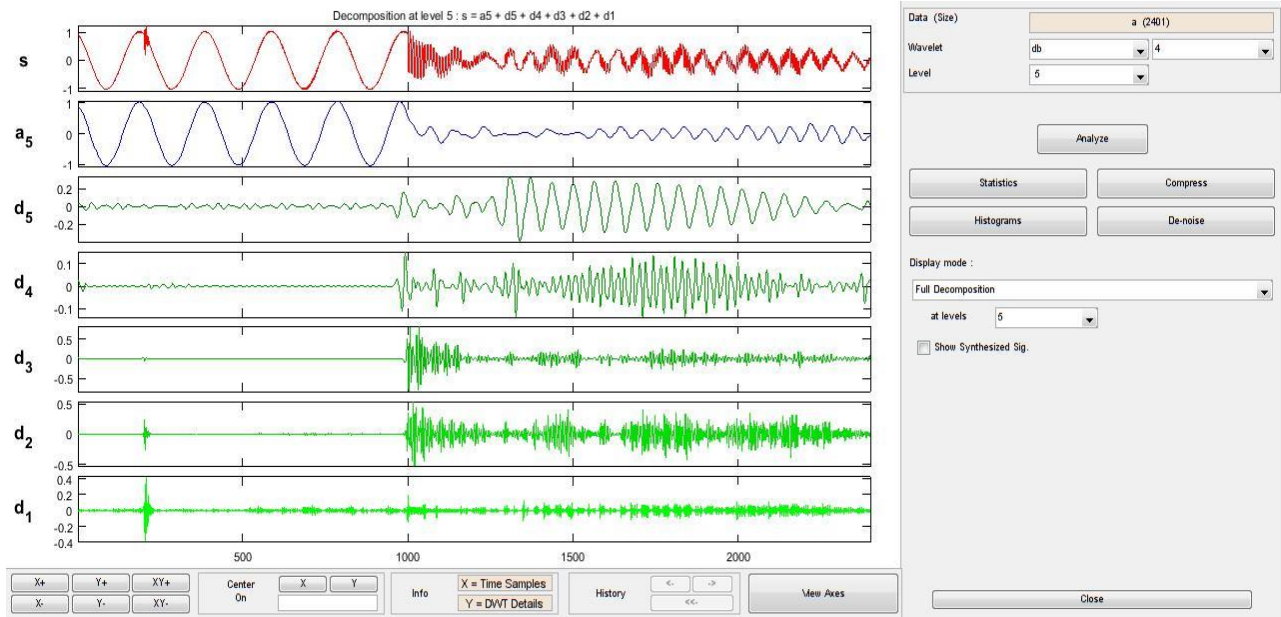 Decomposition at level 5 : s = a5 + d5 + d4 + d3 + d2 + d1
s
1
0
-1
a5
1
0
-1
d5
0.2
0
-0.2
d4
0.1
0
-0.1
d3
0.5
0
-0.5
d2
0.5
0
-0.5
d1
0.4
0.2
0
-0.2
-0.4
500 1000 1500 2000
X+ Y+ XY+
X- Y- XY-
Center
On
X Y
Info
X = Time Samples
Y = DWT Details
History
<- ->
<<-
View Axes
Data (Size) a (2401)
Wavelet db 4
Level 5
Analyze
Statistics Compress
Histograms De-noise
Display mode :
Full Decomposition
at levels 5
Show Synthesized Sig.
Close